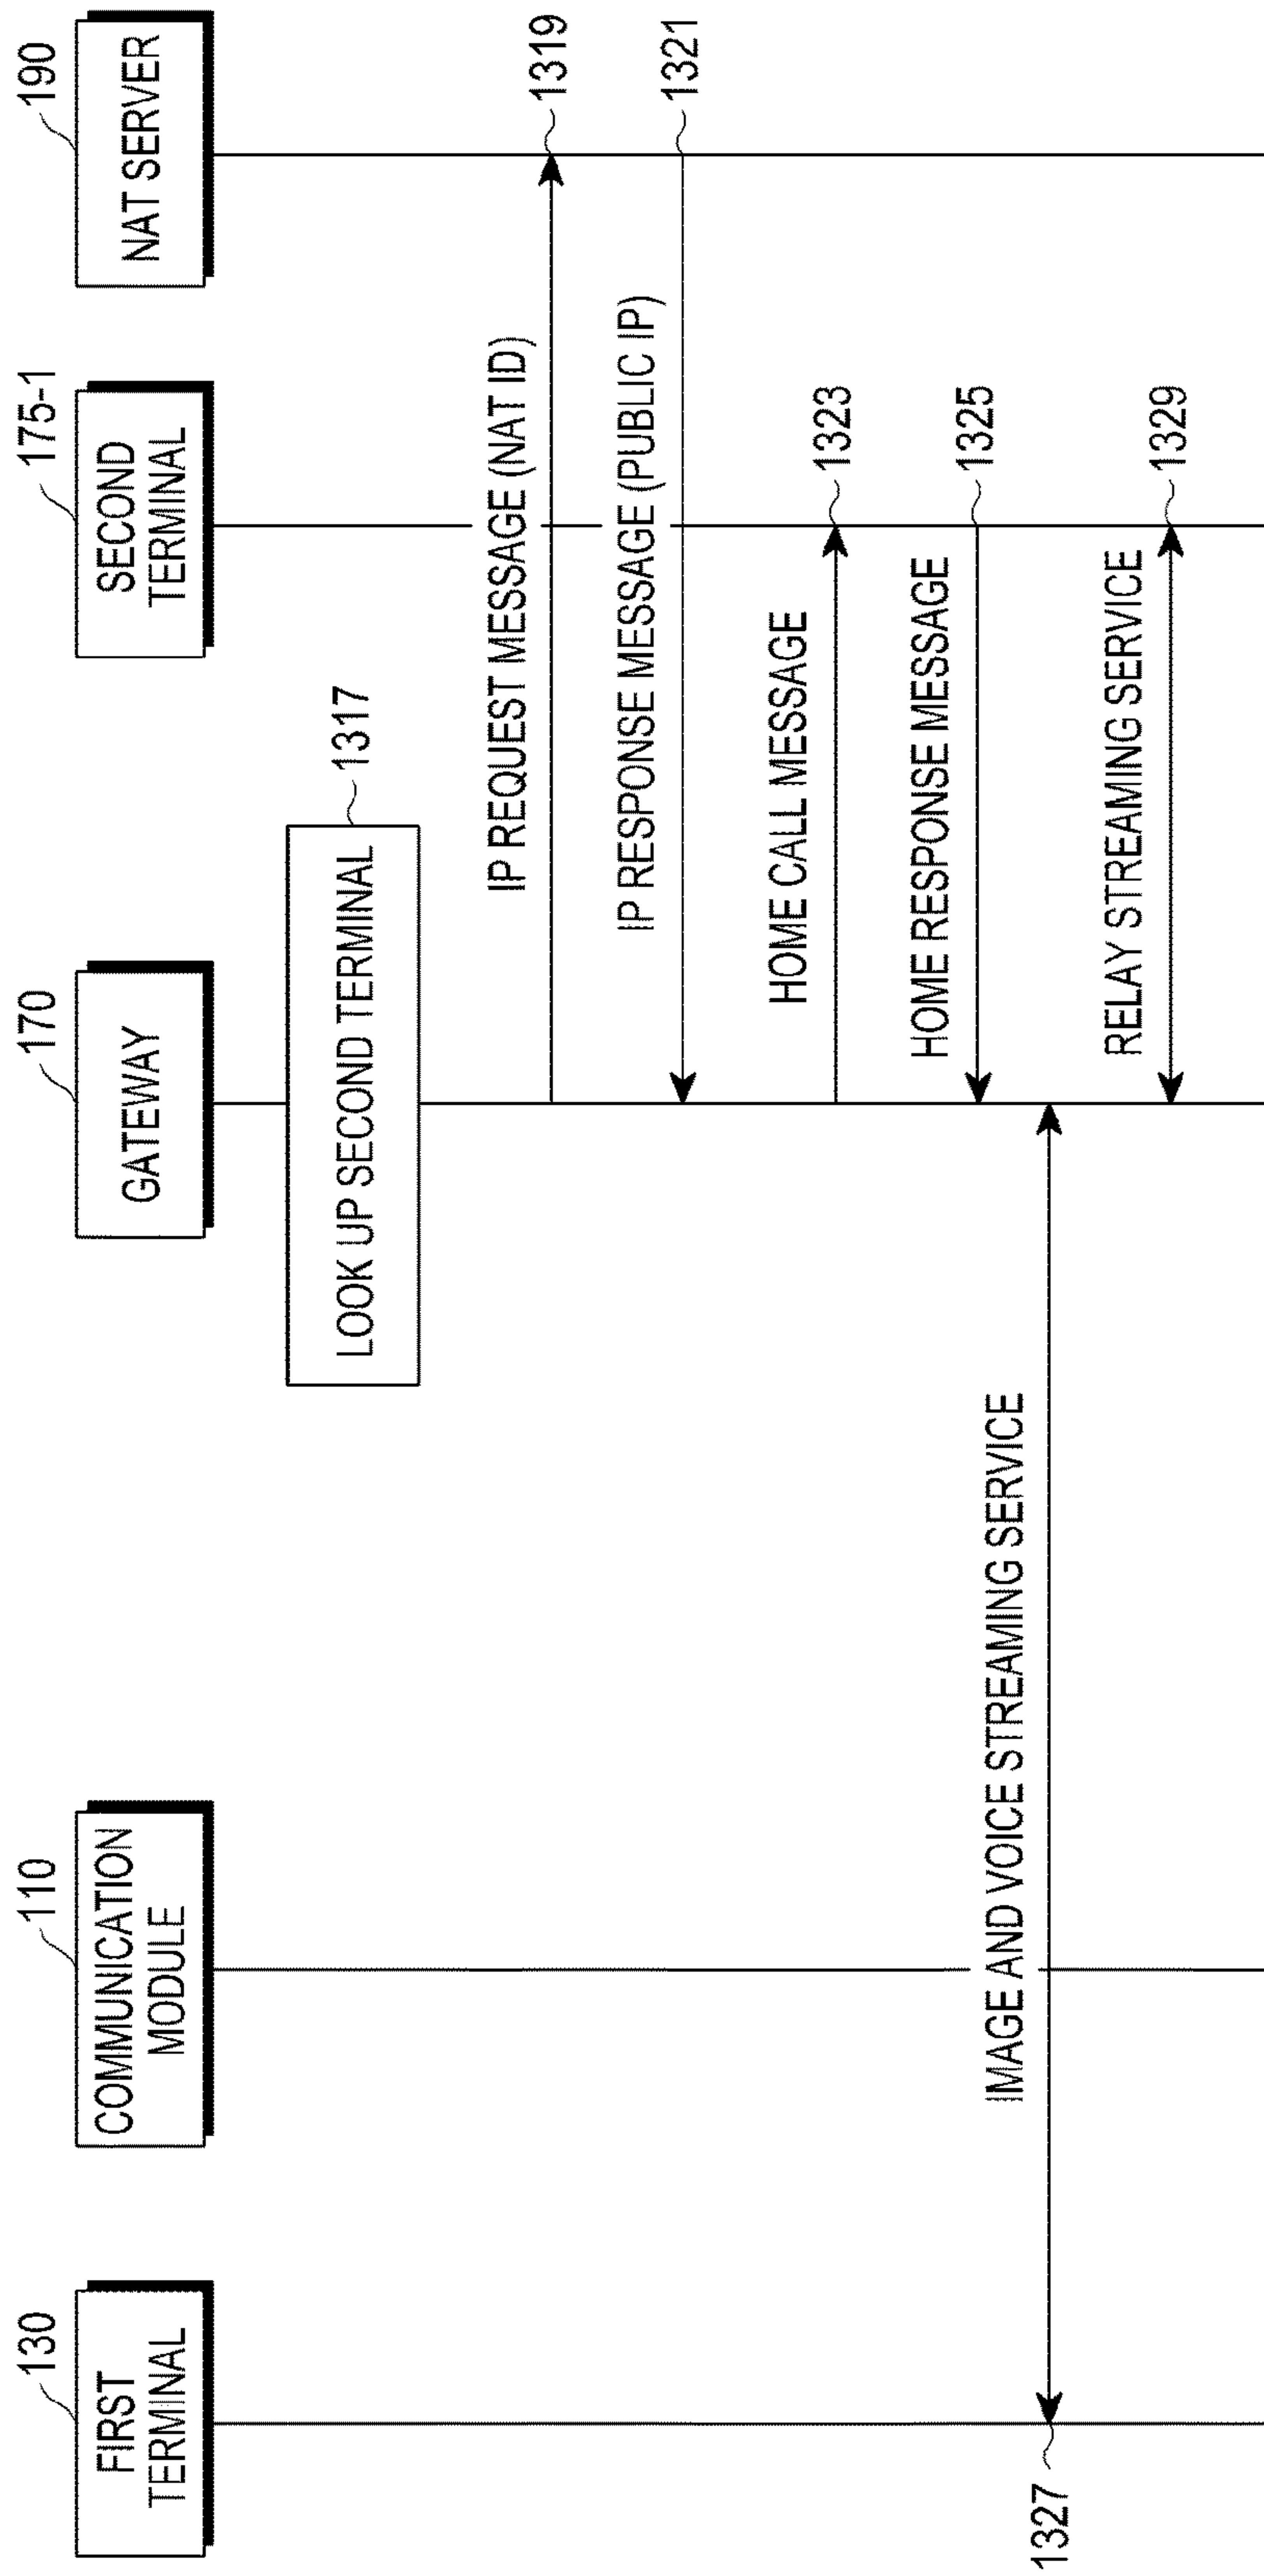 130
FIRST
TERMINAL
110
COMMUNICATION
MODULE
170
GATEWAY
175-1
SECOND
TERMINAL
190
NAT SERVER
LOOK UP SECOND TERMINAL
1317
IP REQUEST MESSAGE (NAT ID)
1319
IP RESPONSE MESSAGE (PUBLIC IP)
1321
HOME CALL MESSAGE
1323
HOME RESPONSE MESSAGE
1325
IMAGE AND VOICE STREAMING SERVICE
1327
RELAY STREAMING SERVICE
1329